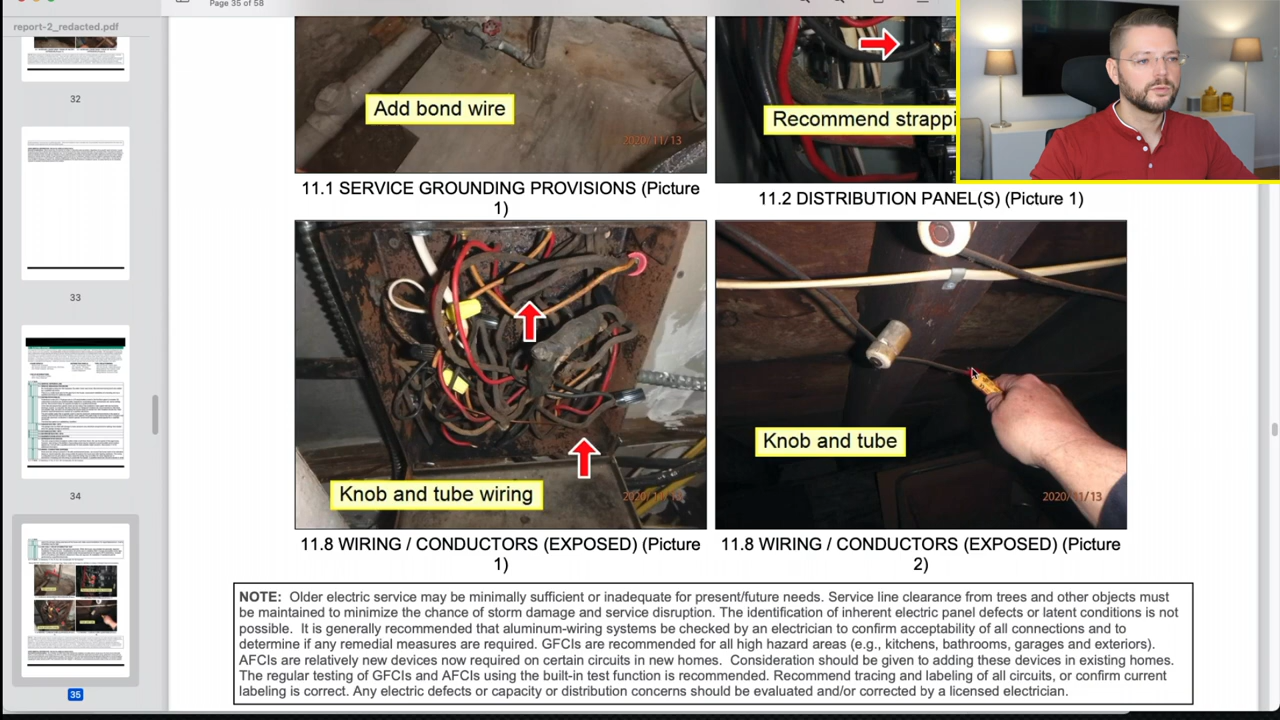 Page 35 of 58
report-2_redacted.pdf
32
33
34
35
Add bond wire
2020/11/13
Recommend strappi
11.1 SERVICE GROUNDING PROVISIONS (Picture
1)
11.2 DISTRIBUTION PANEL(S) (Picture 1)
Knob and tube wiring
Knob and tube
11.8 WIRING / CONDUCTORS (EXPOSED) (Picture
1)
11.8 WIRING / CONDUCTORS (EXPOSED) (Picture
2)
NOTE: Older electric service may be minimally sufficient or inadequate for present/future needs. Service line clearance from trees and other objects must
be maintained to minimize the chance of storm damage and service disruption. The identification of inherent electric panel defects or latent conditions is not
possible. It is generally recommended that aluminum-wiring systems be checked by an electrician to confirm acceptability of all connections and to
determine if any remedial measures are required. GFCIs are recommended for all high hazard areas (e.g., kitchens, bathrooms, garages and exteriors).
AFCIs are relatively new devices now required on certain circuits in new homes. Consideration should be given to adding these devices in existing homes.
The regular testing of GFCIs and AFCIs using the built-in test function is recommended. Recommend tracing and labeling of all circuits, or confirm current
labeling is correct. Any electric defects or capacity or distribution concerns should be evaluated and/or corrected by a licensed electrician.